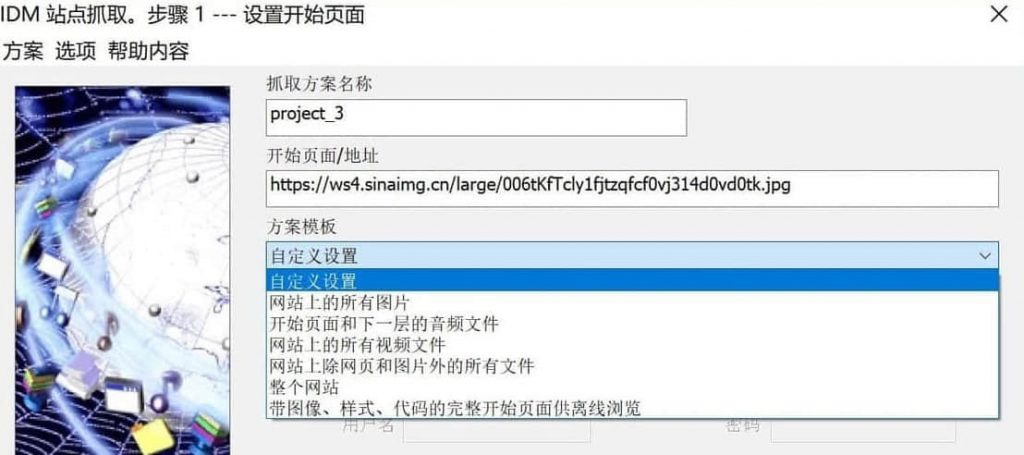 IDM 站点抓取。步骤 1 --- 设置开始页面
方案 选项 帮助内容
抓取方案名称
project_3
开始页面/地址
https://ws4.sinaimg.cn/large/006tKfTcly1fjtzqfcf0vj314d0vd0tk.jpg
方案模板
自定义设置
自定义设置
网站上的所有图片
开始页面和下一层的音频文件
网站上的所有视频文件
网站上除网页和图片外的所有文件
整个网站
带图像、样式、代码的完整开始页面供离线浏览
用户名 密码